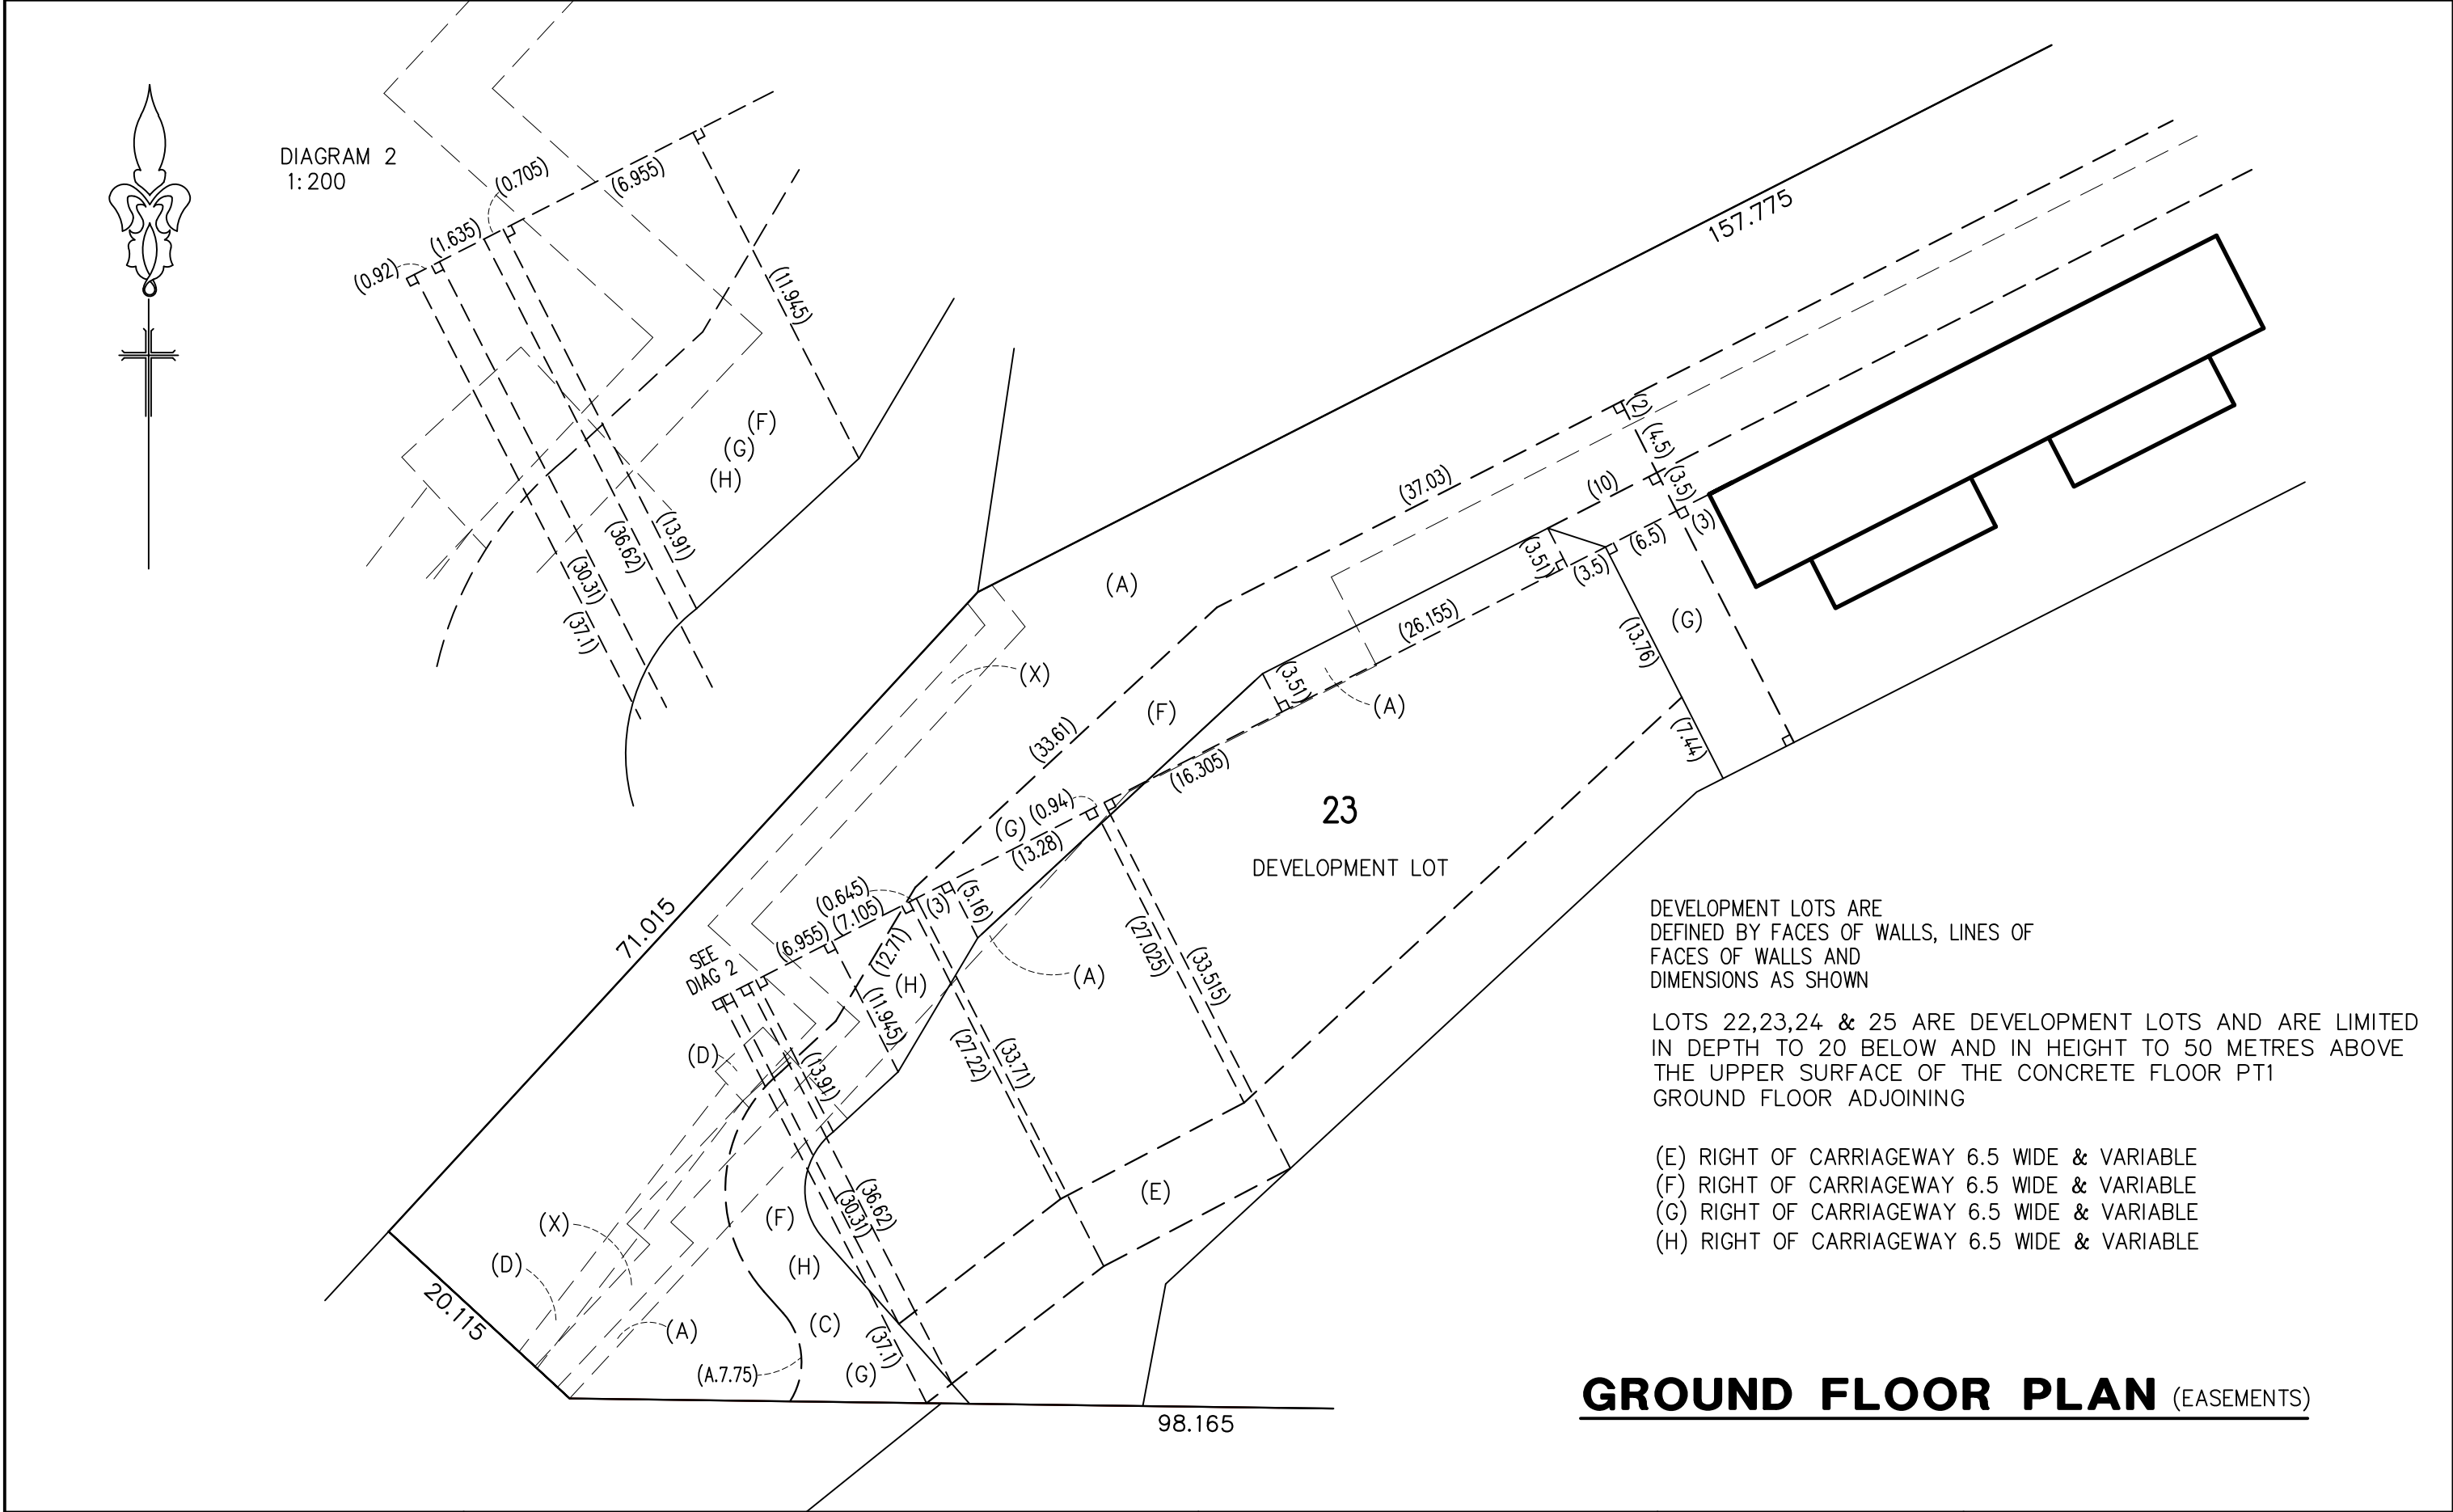 DIAGRAM 2
1:200
(0.705)
(6.955)
(1.635)
(0.92)
(11.945)
(F)
(G)
(H)
(13.91)
(36.62)
(30.31)
(37.1)
157.775
(2)
(4.5)
(3.5)
(3)
(10)
(37.03)
(6.5)
(3.5)
(3.51)
(A)
(26.155)
(G)
(13.76)
(7.44)
(X)
(3.51)
(A)
(F)
(33.61)
(16.305)
(0.94)
(G)
(13.28)
23
DEVELOPMENT LOT
(0.645)
(7.105)
(6.955)
(3)
(5.16)
71.015
SEE
DIAG 2
(12.71)
(H)
(A)
(27.025)
(33.515)
(11.945)
(27.22)
(33.71)
(D)
(13.91)
DEVELOPMENT LOTS ARE
DEFINED BY FACES OF WALLS, LINES OF
FACES OF WALLS AND
DIMENSIONS AS SHOWN
LOTS 22,23,24 & 25 ARE DEVELOPMENT LOTS AND ARE LIMITED
IN DEPTH TO 20 BELOW AND IN HEIGHT TO 50 METRES ABOVE
THE UPPER SURFACE OF THE CONCRETE FLOOR PT1
GROUND FLOOR ADJOINING
(E) RIGHT OF CARRIAGEWAY 6.5 WIDE & VARIABLE
(F) RIGHT OF CARRIAGEWAY 6.5 WIDE & VARIABLE
(G) RIGHT OF CARRIAGEWAY 6.5 WIDE & VARIABLE
(H) RIGHT OF CARRIAGEWAY 6.5 WIDE & VARIABLE
(E)
(36.62)
(30.31)
(F)
(X)
(D)
(H)
20.115
(A)
(C)
(37.1)
(A.7.75)
(G)
98.165
GROUND FLOOR PLAN (EASEMENTS)